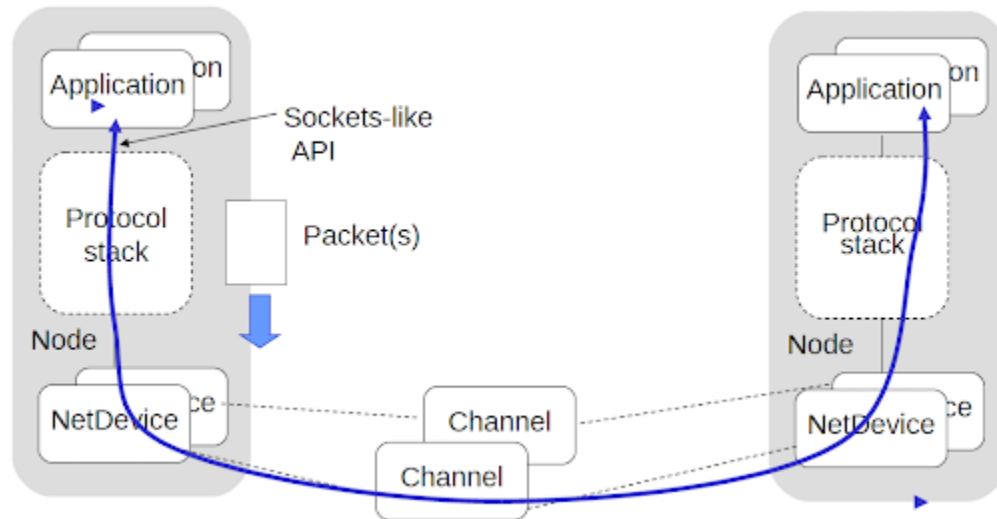 Application
on
Sockets-like
API
Protocol
stack
Packet(s)
Node
NetDevice
ce
Channel
Channel
Application
on
Protocol
stack
Node
NetDevice
ce